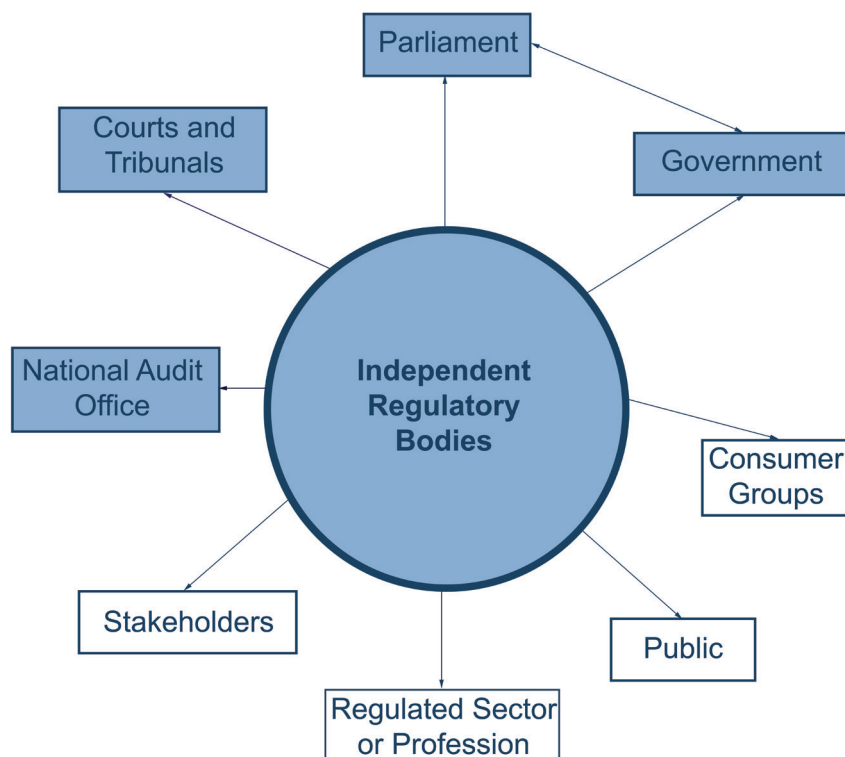 Parliament
Courts and
Tribunals
Government
National Audit
Office
Independent
Regulatory
Bodies
Consumer
Groups
Stakeholders
Public
Regulated Sector
or Profession